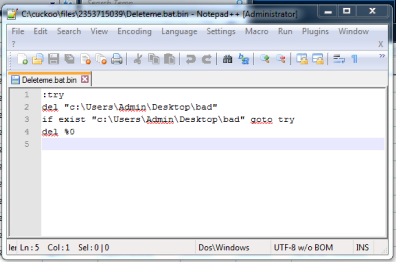 C:\cuckoo\files\2353715039\Deleteme.bat.bin - Notepad++ [Administrator]
File Edit Search View Encoding Language Settings Macro Run Plugins Window
? X
Deleteme.bat.bin
1 :try
2 del "c:\Users\Admin\Desktop\bad"
3 if exist "c:\Users\Admin\Desktop\bad" goto try
4 del %0
5
Ln : 5 Col : 1 Sel : 0 | 0 Dos\Windows UTF-8 w/o BOM INS